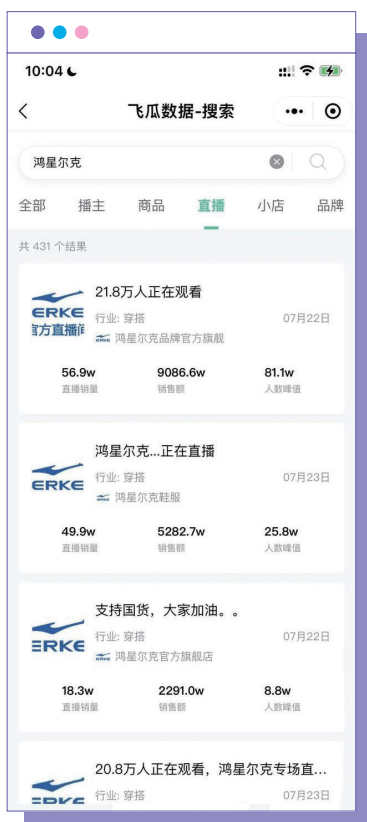 10:04
飞瓜数据-搜索
鸿星尔克
全部 播主 商品 直播 小店 品牌
共 431 个结果
21.8万人正在观看
ERKE
官方直播间
行业: 穿搭 07月22日
鸿星尔克品牌官方旗舰
56.9w 9086.6w 81.1w
直播销量 销售额 人数峰值
鸿星尔克...正在直播
ERKE
行业: 穿搭 07月23日
鸿星尔克鞋服
49.9w 5282.7w 25.8w
直播销量 销售额 人数峰值
支持国货，大家加油。。
ERKE
行业: 穿搭 07月22日
鸿星尔克官方旗舰店
18.3w 2291.0w 8.8w
直播销量 销售额 人数峰值
20.8万人正在观看，鸿星尔克专场直...
ERKE
行业: 穿搭 07月23日